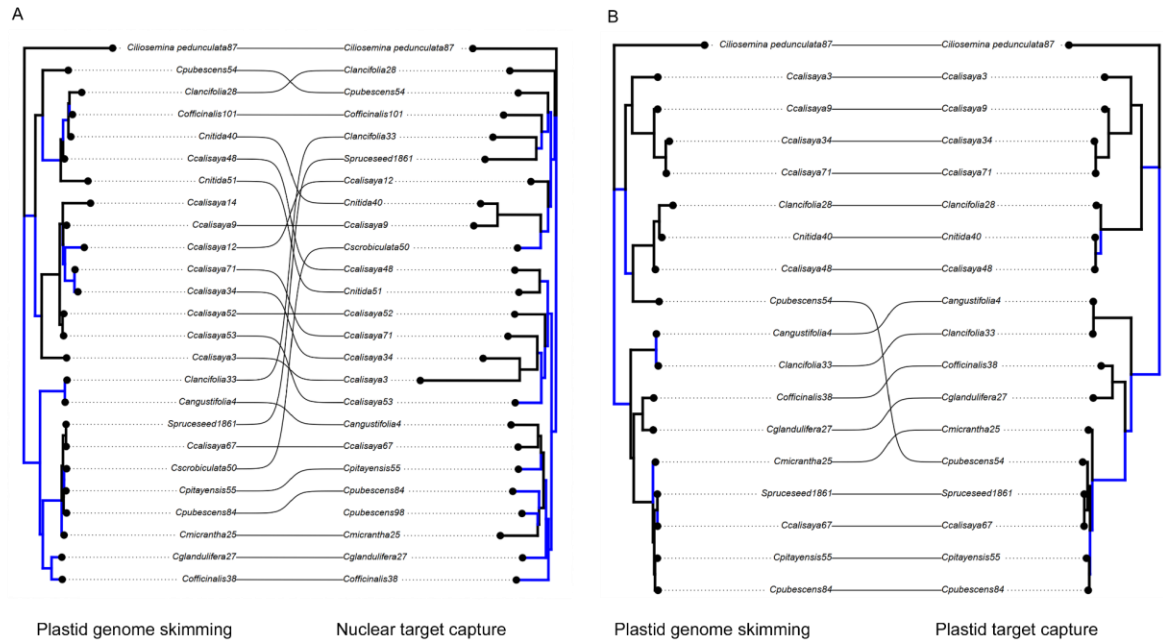 A
B
Ciliosemina pedunculata87 Ciliosemina pedunculata87
Cpubescens54 Clancifolia28
Clancifolia28 Cpubescens54
Cofficinalis101 Cofficinalis101
Cnitida40 Clancifolia33
Ccalisaya48 Spruceseed1861
Cnitida51 Ccalisaya12
Ccalisaya14 Cnitida40
Ccalisaya9 Ccalisaya9
Ccalisaya12 Cscrobiculata50
Ccalisaya71 Ccalisaya48
Ccalisaya34 Cnitida51
Ccalisaya52 Ccalisaya52
Ccalisaya53 Ccalisaya71
Ccalisaya3 Ccalisaya34
Clancifolia33 Ccalisaya3
Cangustifolia4 Ccalisaya53
Spruceseed1861 Cangustifolia4
Ccalisaya67 Ccalisaya67
Cscrobiculata50 Cpitayensis55
Cpitayensis55 Cpubescens84
Cpubescens84 Cpubescens98
Cmicrantha25 Cmicrantha25
Cglandulifera27 Cglandulifera27
Cofficinalis38 Cofficinalis38
Plastid genome skimming Nuclear target capture
Ciliosemina pedunculata87 Ciliosemina pedunculata87
Ccalisaya3 Ccalisaya3
Ccalisaya9 Ccalisaya9
Ccalisaya34 Ccalisaya34
Ccalisaya71 Ccalisaya71
Clancifolia28 Clancifolia28
Cnitida40 Cnitida40
Ccalisaya48 Ccalisaya48
Cpubescens54 Cangustifolia4
Cangustifolia4 Clancifolia33
Clancifolia33 Cofficinalis38
Cofficinalis38 Cglandulifera27
Cglandulifera27 Cmicrantha25
Cmicrantha25 Cpubescens54
Spruceseed1861 Spruceseed1861
Ccalisaya67 Ccalisaya67
Cpitayensis55 Cpitayensis55
Cpubescens84 Cpubescens84
Plastid genome skimming Plastid target capture